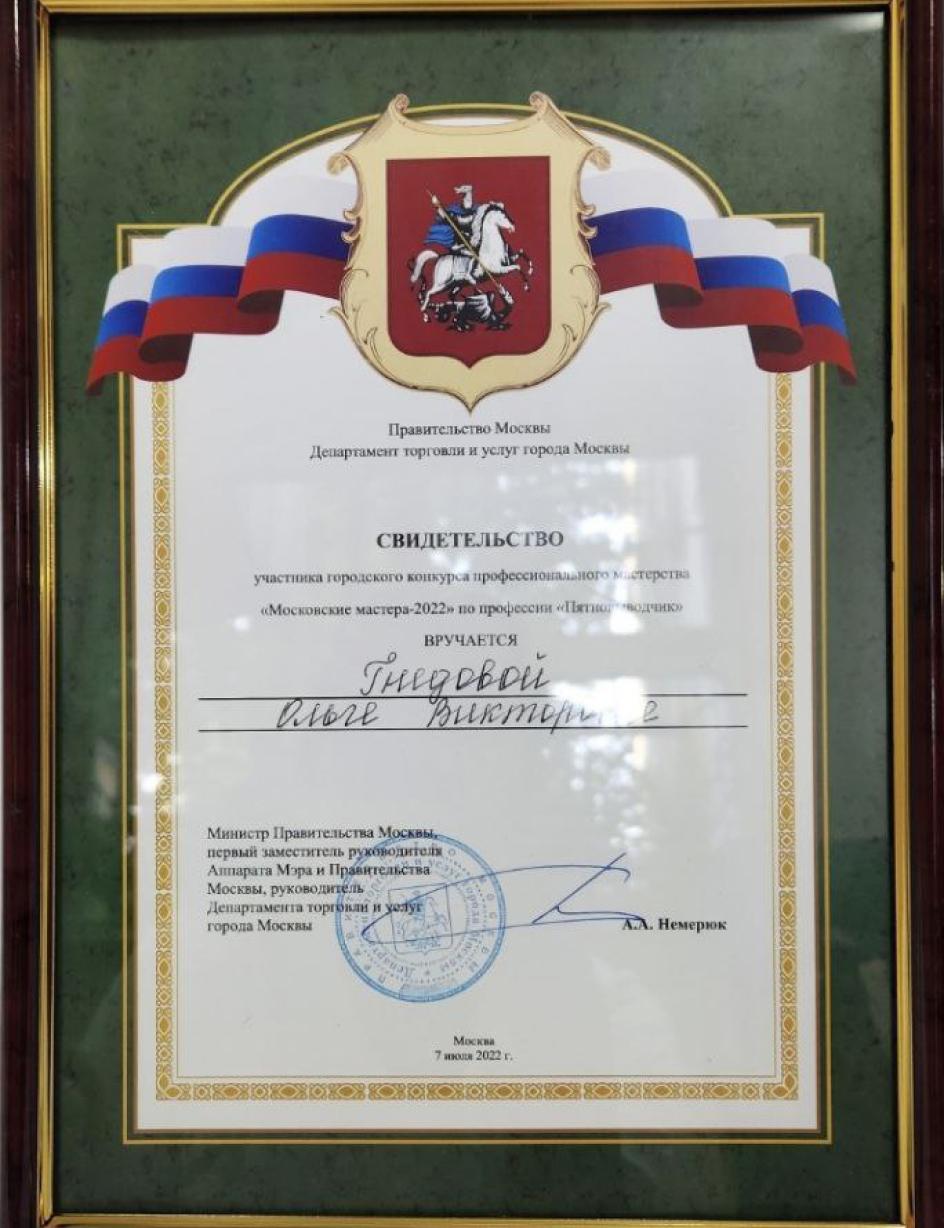 Правительство Москвы
Департамент торговли и услуг города Москвы
СВИДЕТЕЛЬСТВО
участника городского конкурса профессионального мастерства
«Московские мастера-2022» по профессии «Пятновыводчик»
ВРУЧАЕТСЯ
Гнедовой
Ольге Викторовне
Министр Правительства Москвы,
первый заместитель руководителя
Аппарата Мэра и Правительства
Москвы, руководитель
Департамента торговли и услуг
города Москвы
А.А. Немерюк
Москва
7 июля 2022 г.